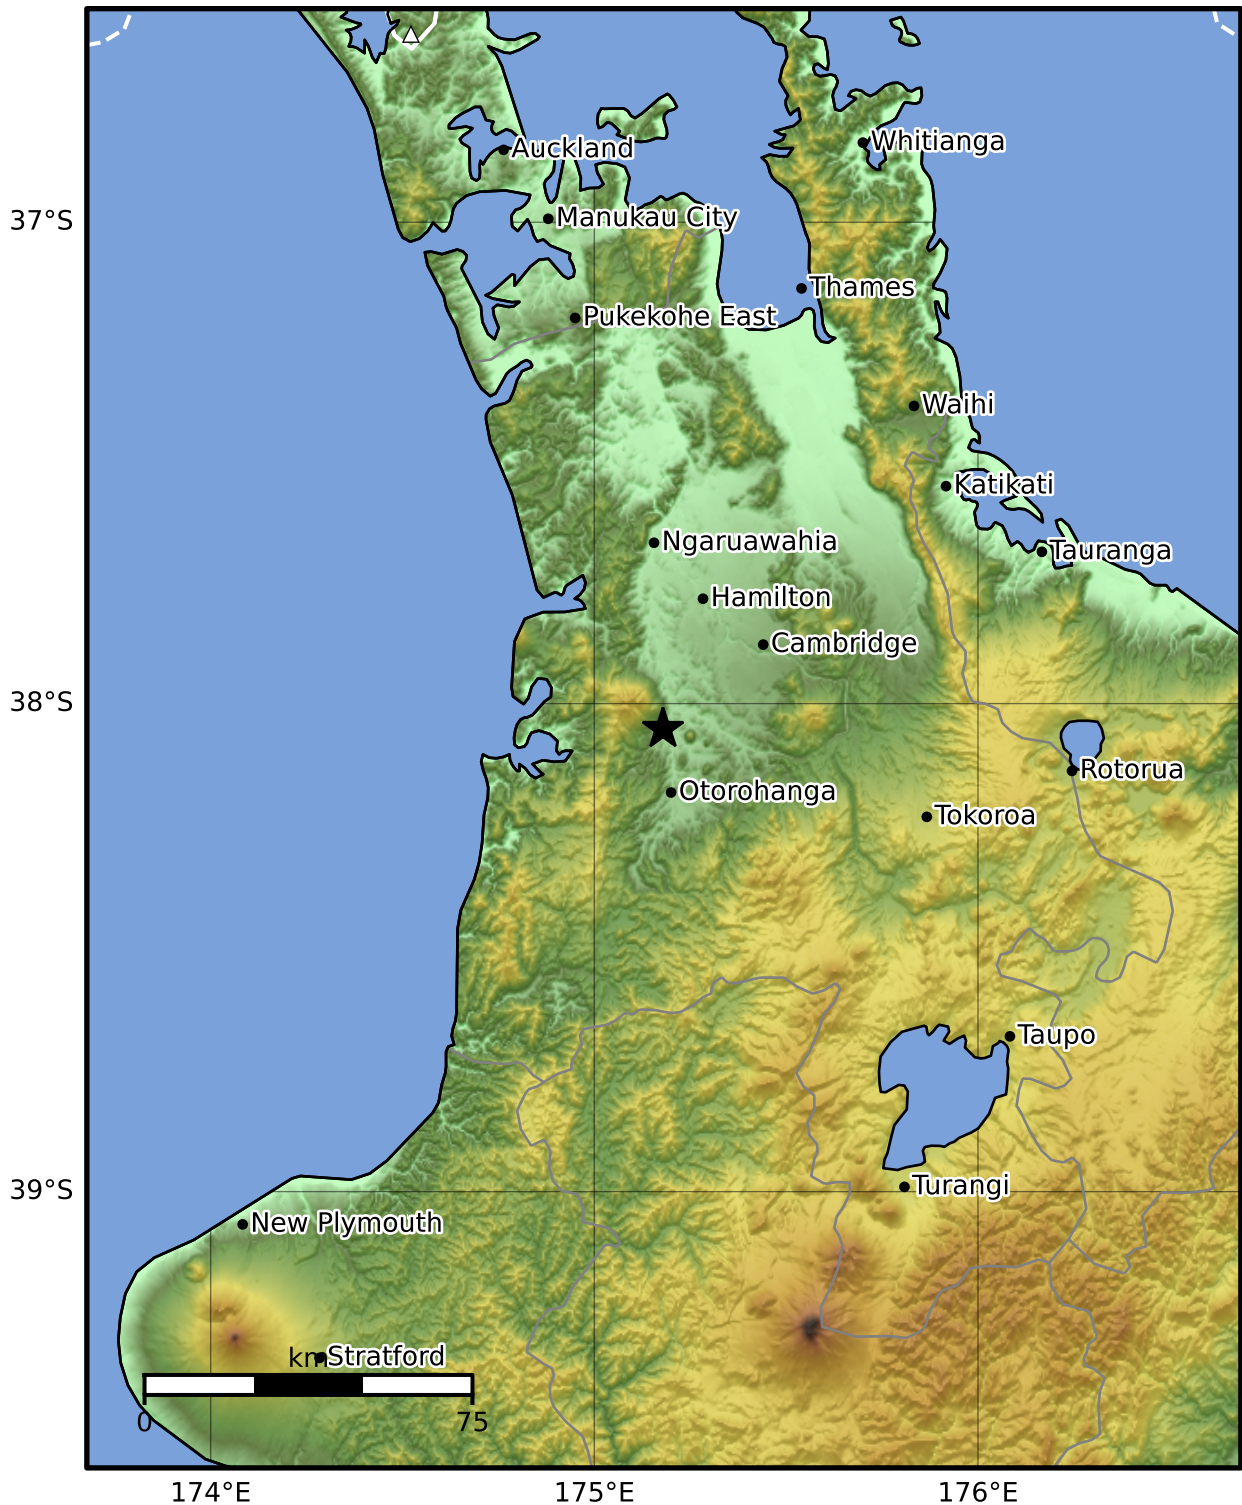 Auckland
Whitianga
37°S
Manukau City
Thames
Pukekohe East
Waihi
Katikati
Ngaruawahia
Tauranga
Hamilton
Cambridge
38°S
Rotorua
Otorohanga
Tokoroa
Taupo
39°S
Turangi
New Plymouth
km
Stratford
0
75
174°E
175°E
176°E